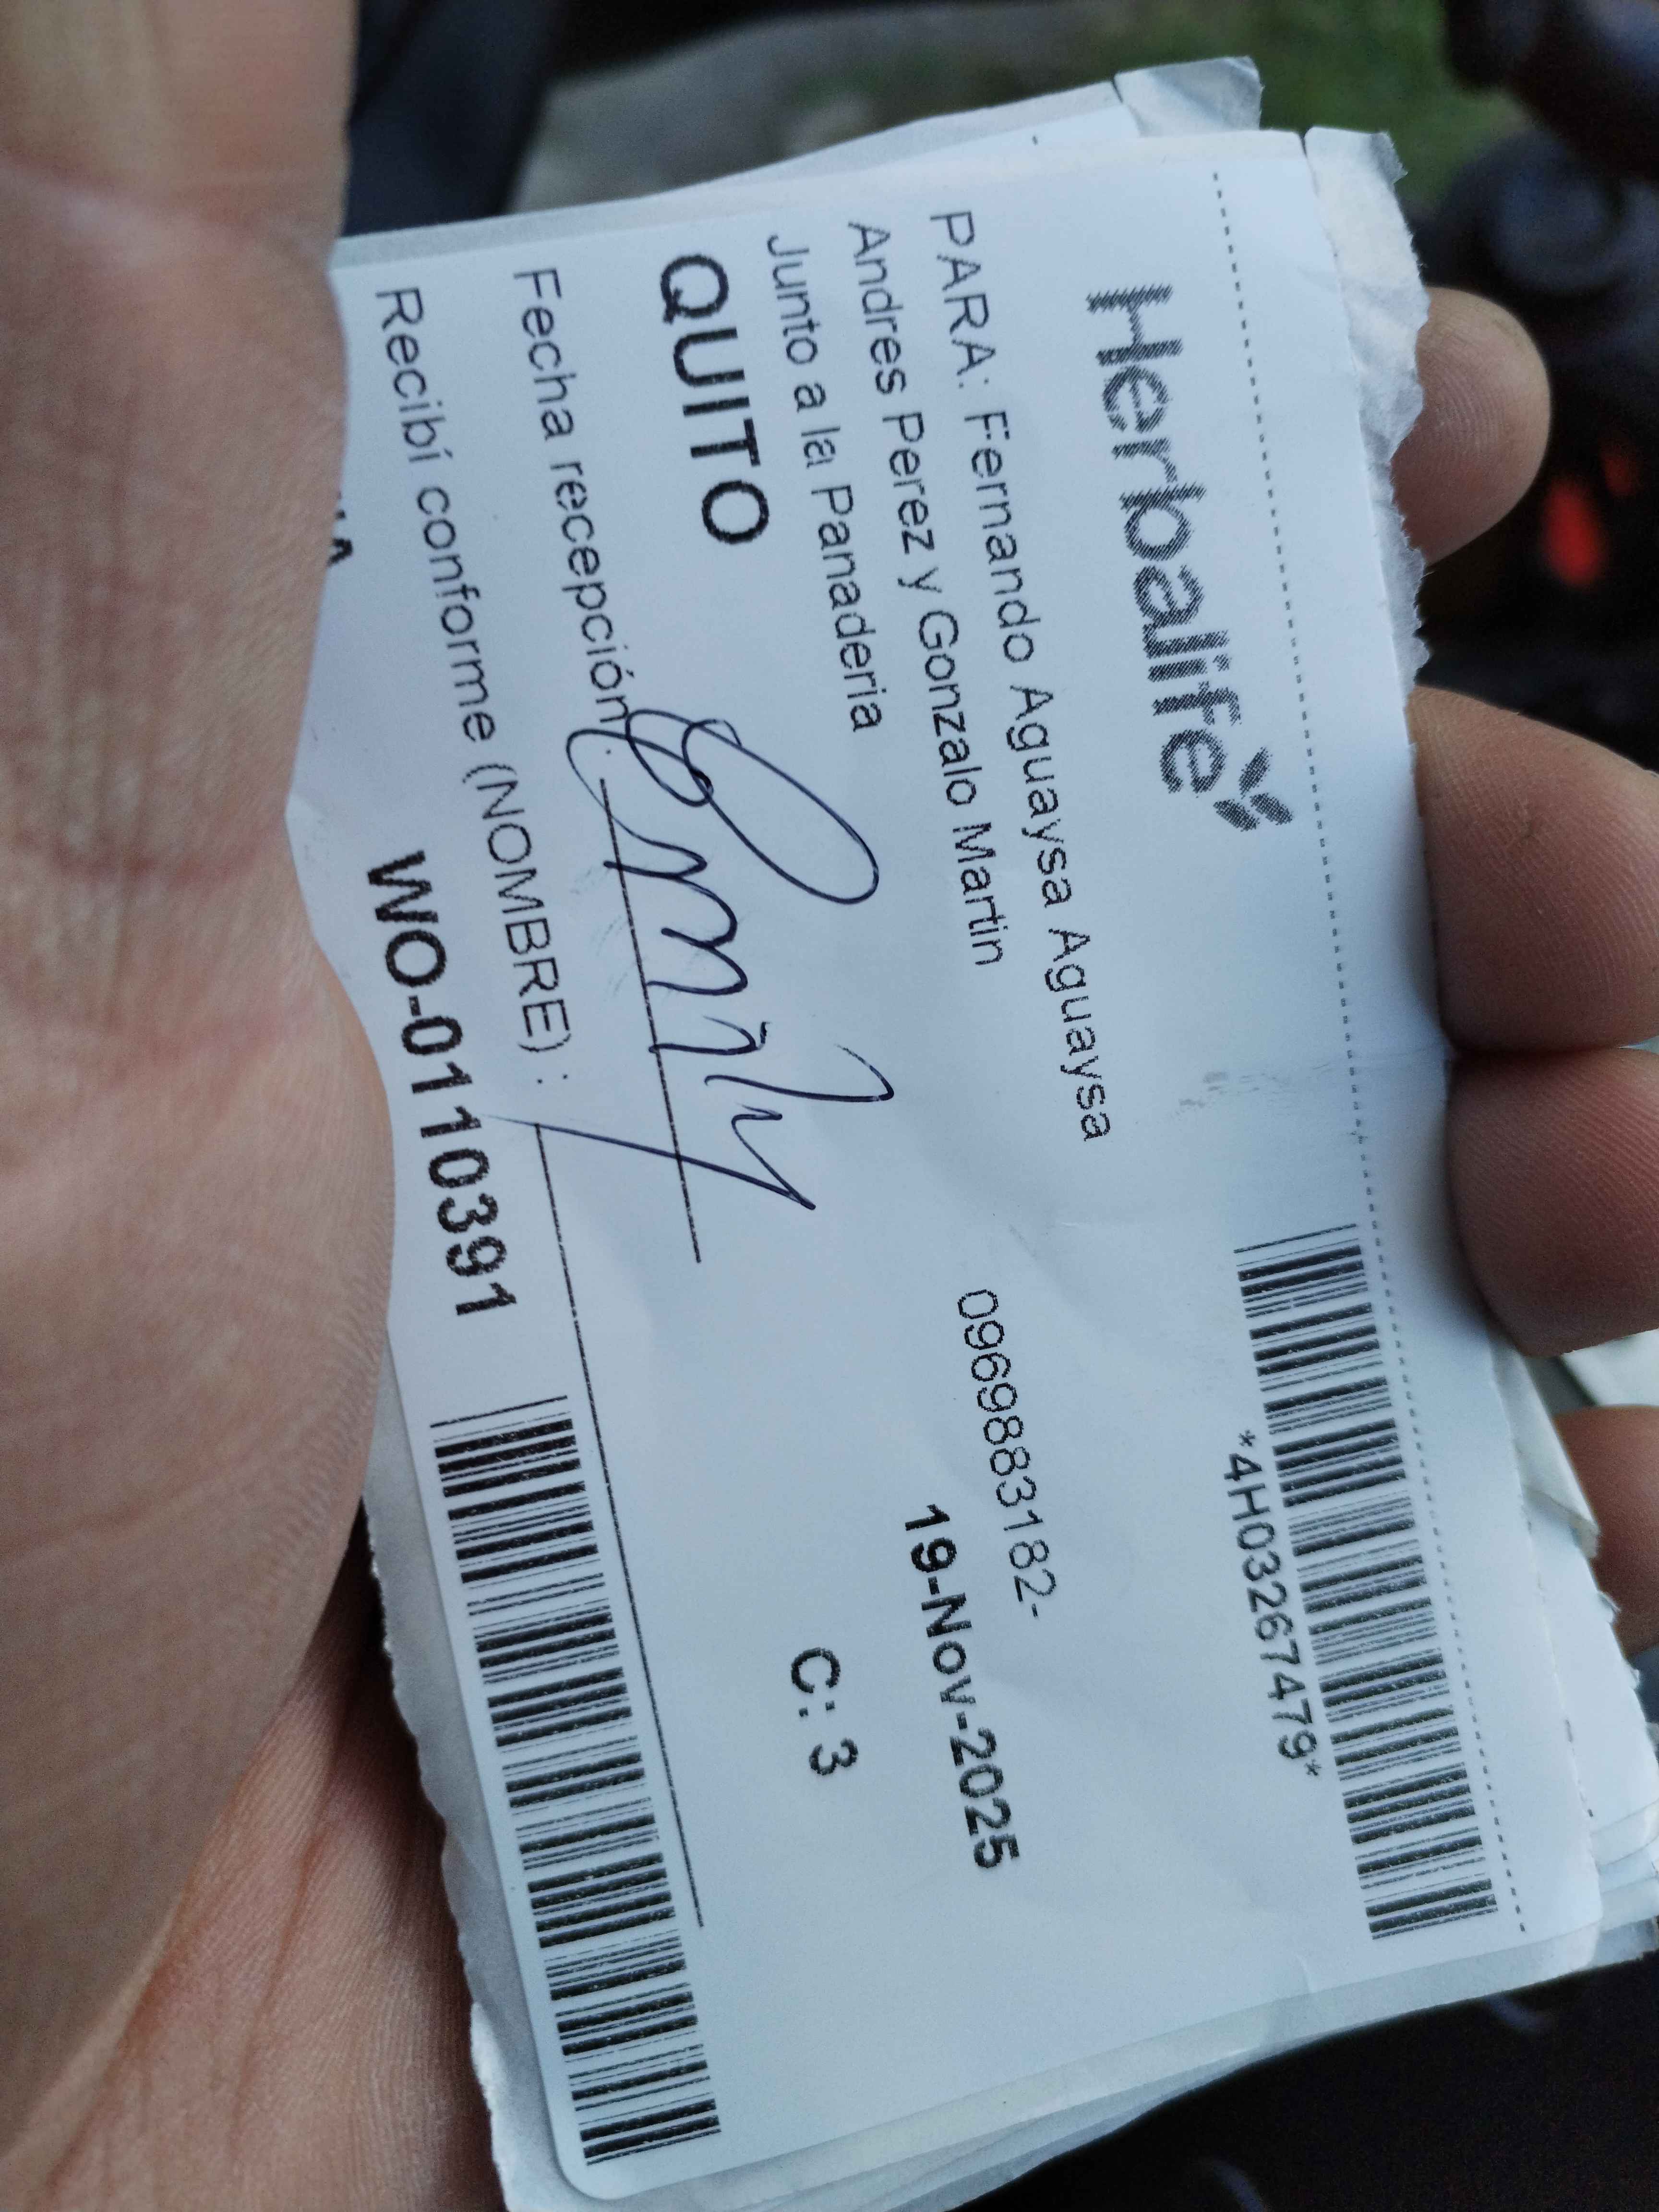 Herbalife
*4H03267479*
PARA: Fernando Aguaysa Aguaysa
0969883182-
Andres Perez y Gonzalo Martin
19-Nov-2025
Junto a la Panaderia
C: 3
QUITO
Fecha recepción:
Recibí conforme (NOMBRE) :
WO-0110391